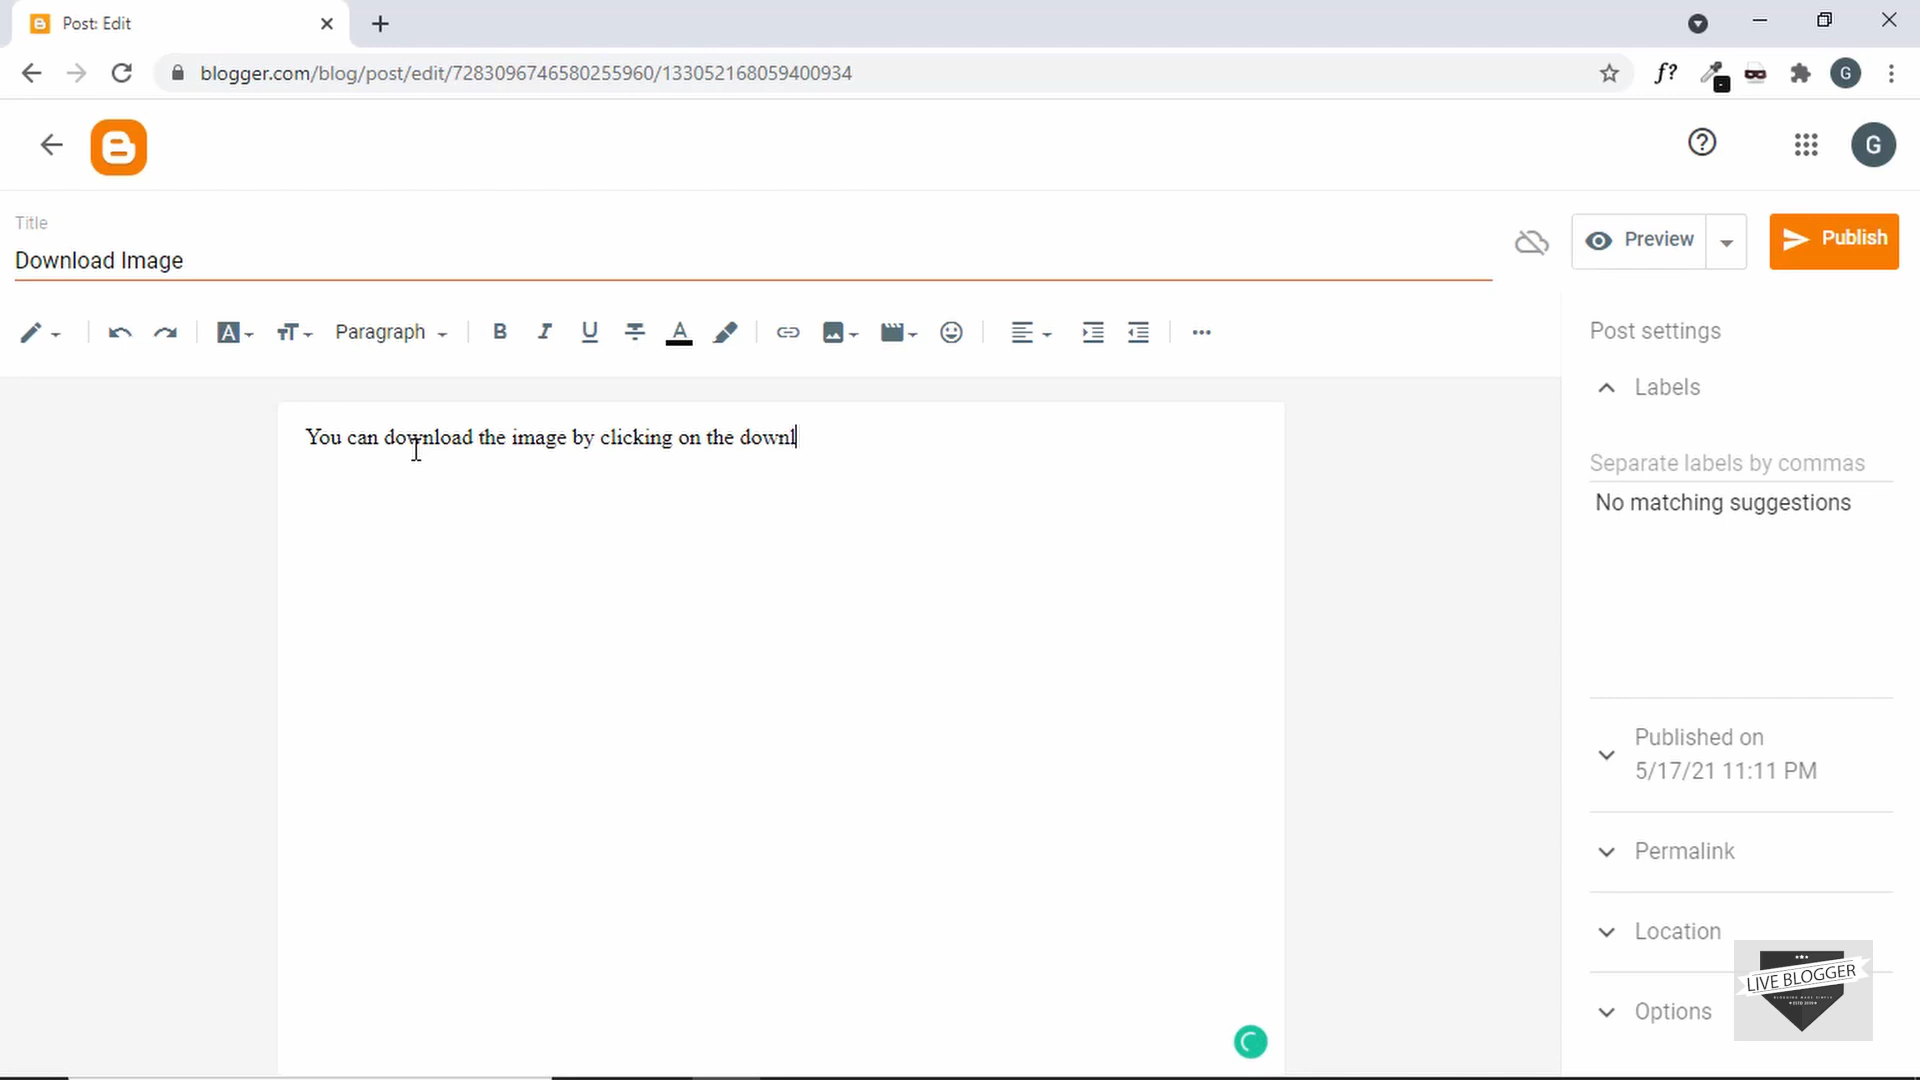 Post: Edit
blogger.com/blog/post/edit/7283096746580255960/133052168059400934
f?
G
G
Title
Download Image
Preview
Publish
Paragraph
B
I
U
A
You can download the image by clicking on the downl
Post settings
Labels
Separate labels by commas
No matching suggestions
Published on
5/17/21 11:11 PM
Permalink
Location
Options
LIVE BLOGGER